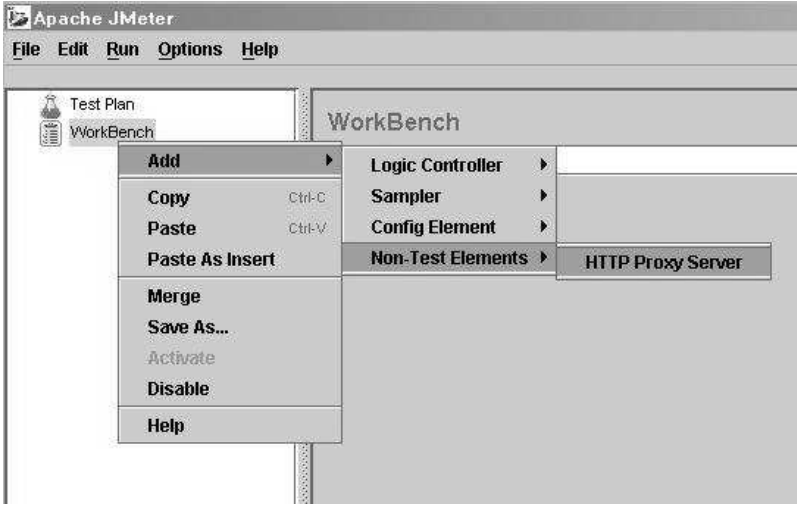 Apache JMeter
File Edit Run Options Help
Test Plan
WorkBench
WorkBench
Add
Copy Ctrl-C
Paste Ctrl-V
Paste As Insert
Merge
Save As...
Activate
Disable
Help
Logic Controller
Sampler
Config Element
Non-Test Elements
HTTP Proxy Server